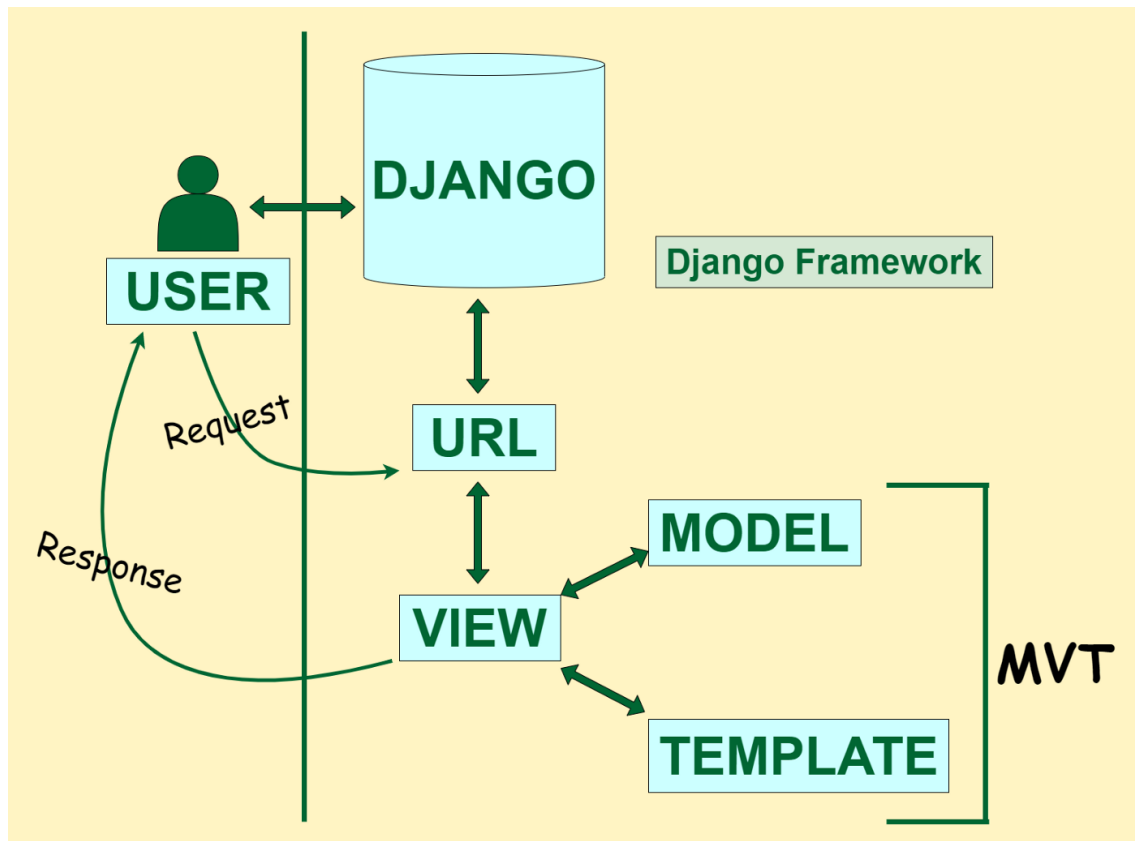 DJANGO
Django Framework
USER
Request
URL
Response
MODEL
VIEW
MVT
TEMPLATE